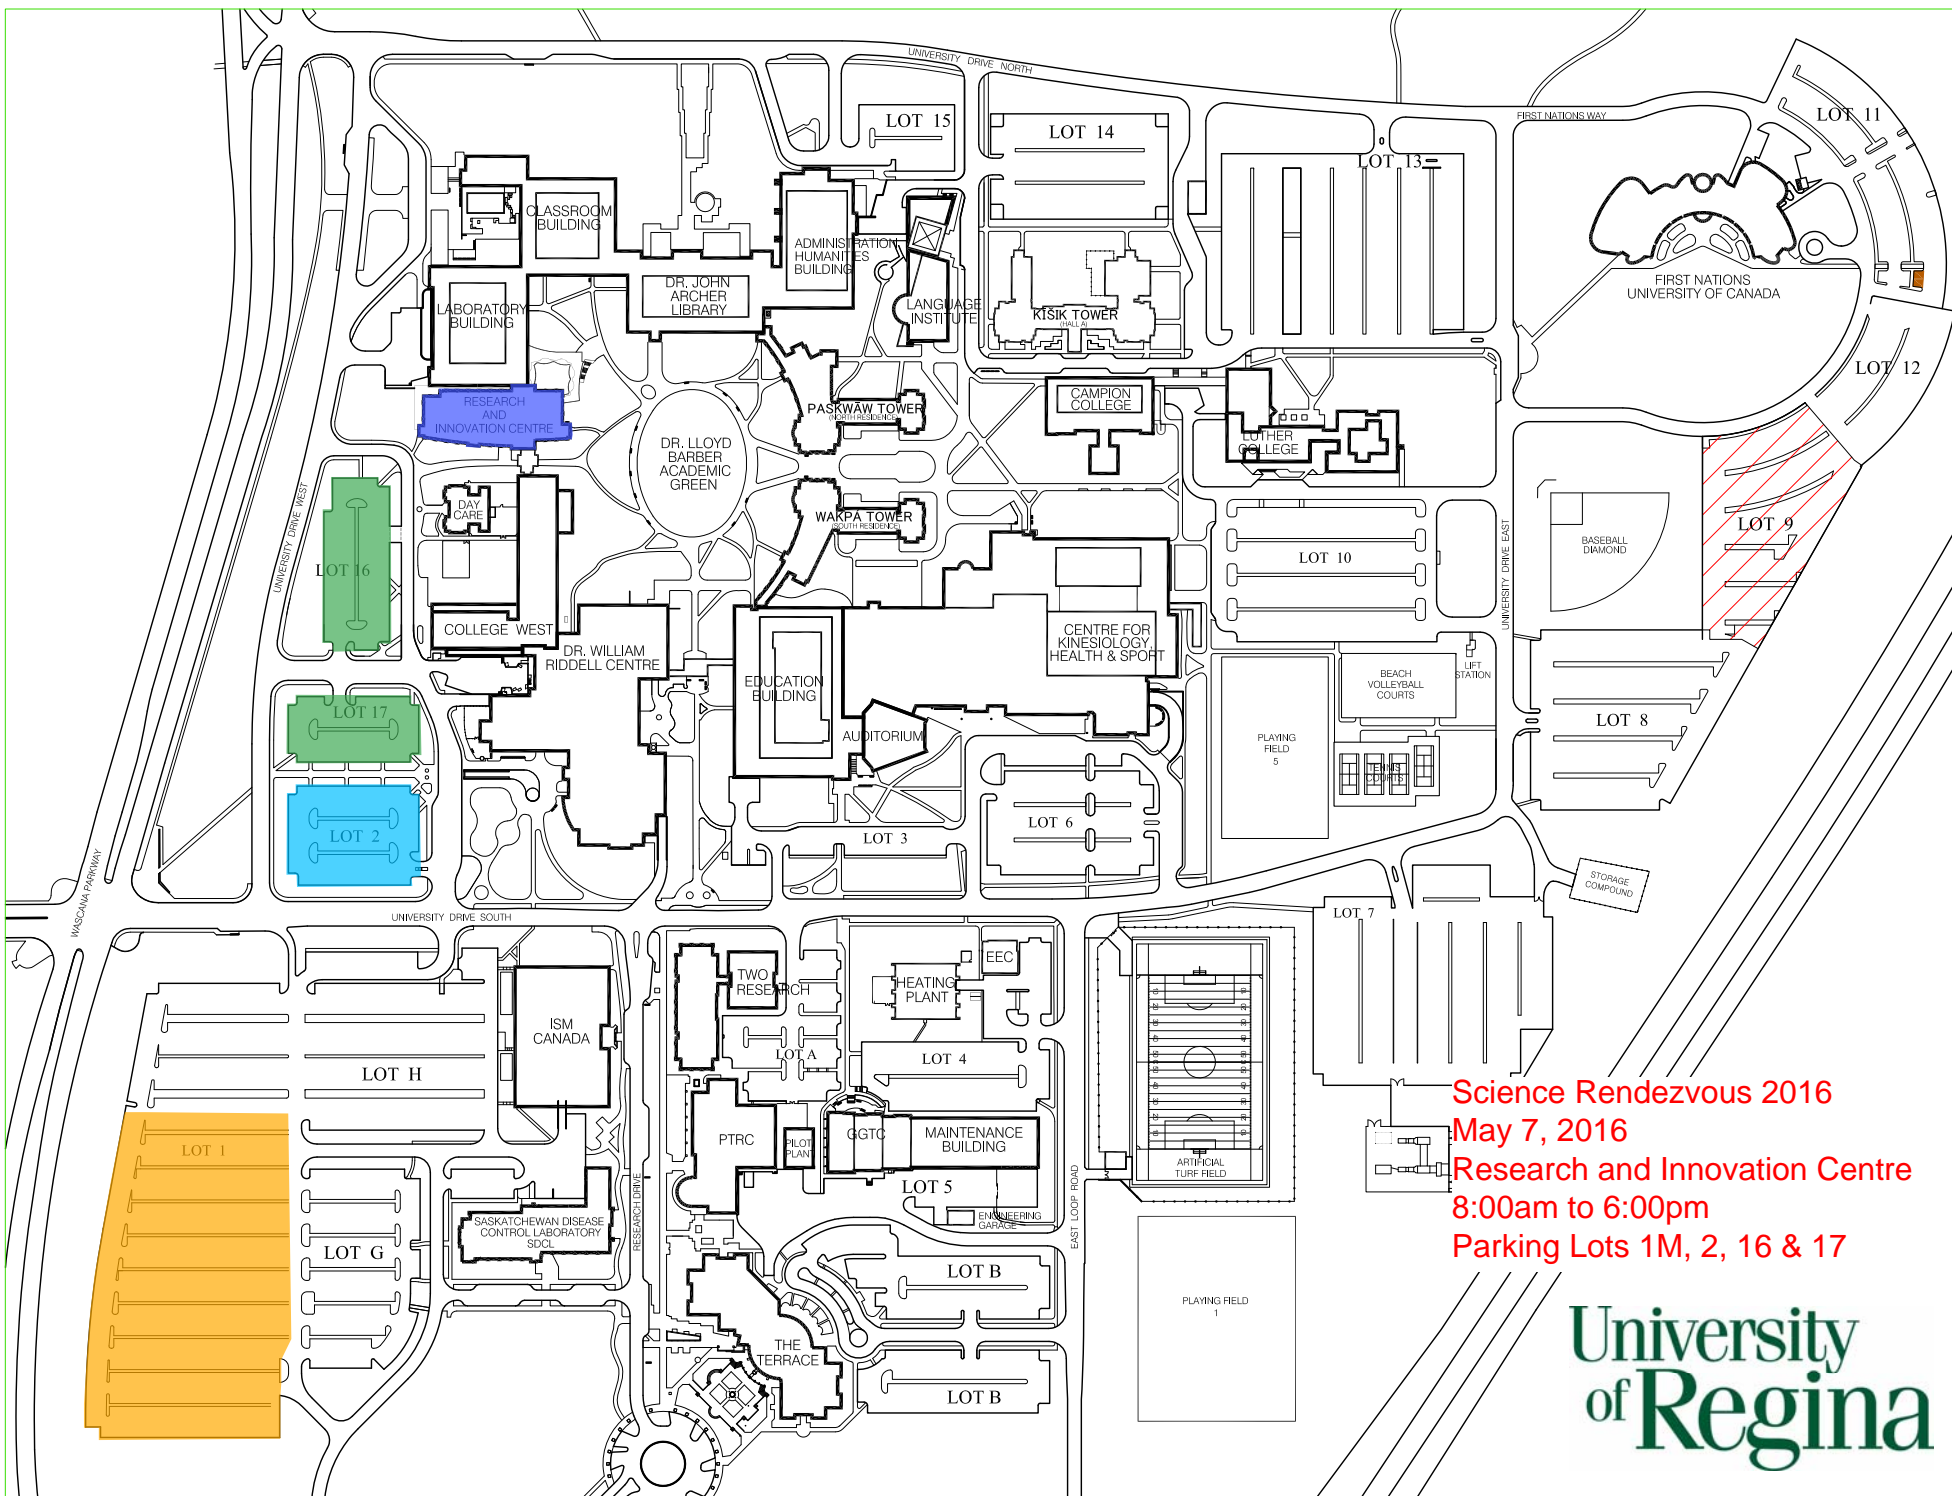 UNIVERSITY DRIVE NORTH
LOT 15
LOT 14
LOT 13
FIRST NATIONS WAY
LOT 11
CLASSROOM
BUILDING
ADMINISTRATION
HUMANITIES
BUILDING
DR. JOHN
ARCHER
LIBRARY
LABORATORY
BUILDING
LANGUAGE
INSTITUTE
KĪŠIK TOWER
(HALL A)
FIRST NATIONS
UNIVERSITY OF CANADA
LOT 12
RESEARCH
AND
INNOVATION CENTRE
PASKWĀW TOWER
(NORTH RESIDENCE)
CAMPION
COLLEGE
LUTHER
COLLEGE
DR. LLOYD
BARBER
ACADEMIC
GREEN
UNIVERSITY DRIVE WEST
DAY
CARE
WAKPÁ TOWER
(SOUTH RESIDENCE)
LOT 9
BASEBALL
DIAMOND
LOT 10
UNIVERSITY DRIVE EAST
LOT 16
COLLEGE WEST
DR. WILLIAM
RIDDELL CENTRE
CENTRE FOR
KINESIOLOGY,
HEALTH & SPORT
EDUCATION
BUILDING
LIFT
STATION
BEACH
VOLLEYBALL
COURTS
LOT 17
AUDITORIUM
LOT 8
PLAYING
FIELD
5
TENNIS
COURTS
LOT 2
LOT 3
LOT 6
WASCANA PARKWAY
STORAGE
COMPOUND
UNIVERSITY DRIVE SOUTH
LOT 7
TWO
RESEARCH
HEATING
PLANT
EEC
ISM
CANADA
LOT A
LOT 4
LOT H
LOT 1
PTRC
PILOT
PLANT
GGTC
MAINTENANCE
BUILDING
ARTIFICIAL
TURF FIELD
LOT 5
ENGINEERING
GARAGE
EAST LOOP ROAD
RESEARCH DRIVE
SASKATCHEWAN DISEASE
CONTROL LABORATORY
SDCL
LOT G
LOT B
THE
TERRACE
LOT B
PLAYING FIELD
1
Science Rendezvous 2016
May 7, 2016
Research and Innovation Centre
8:00am to 6:00pm
Parking Lots 1M, 2, 16 & 17
University
of Regina